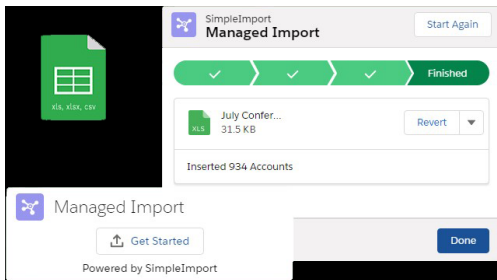 xls, xlsx, csv
SimpleImport
Managed Import
Start Again
Finished
XLS
July Confer...
31.5 KB
Revert
Inserted 934 Accounts
Managed Import
Get Started
Powered by SimpleImport
Done